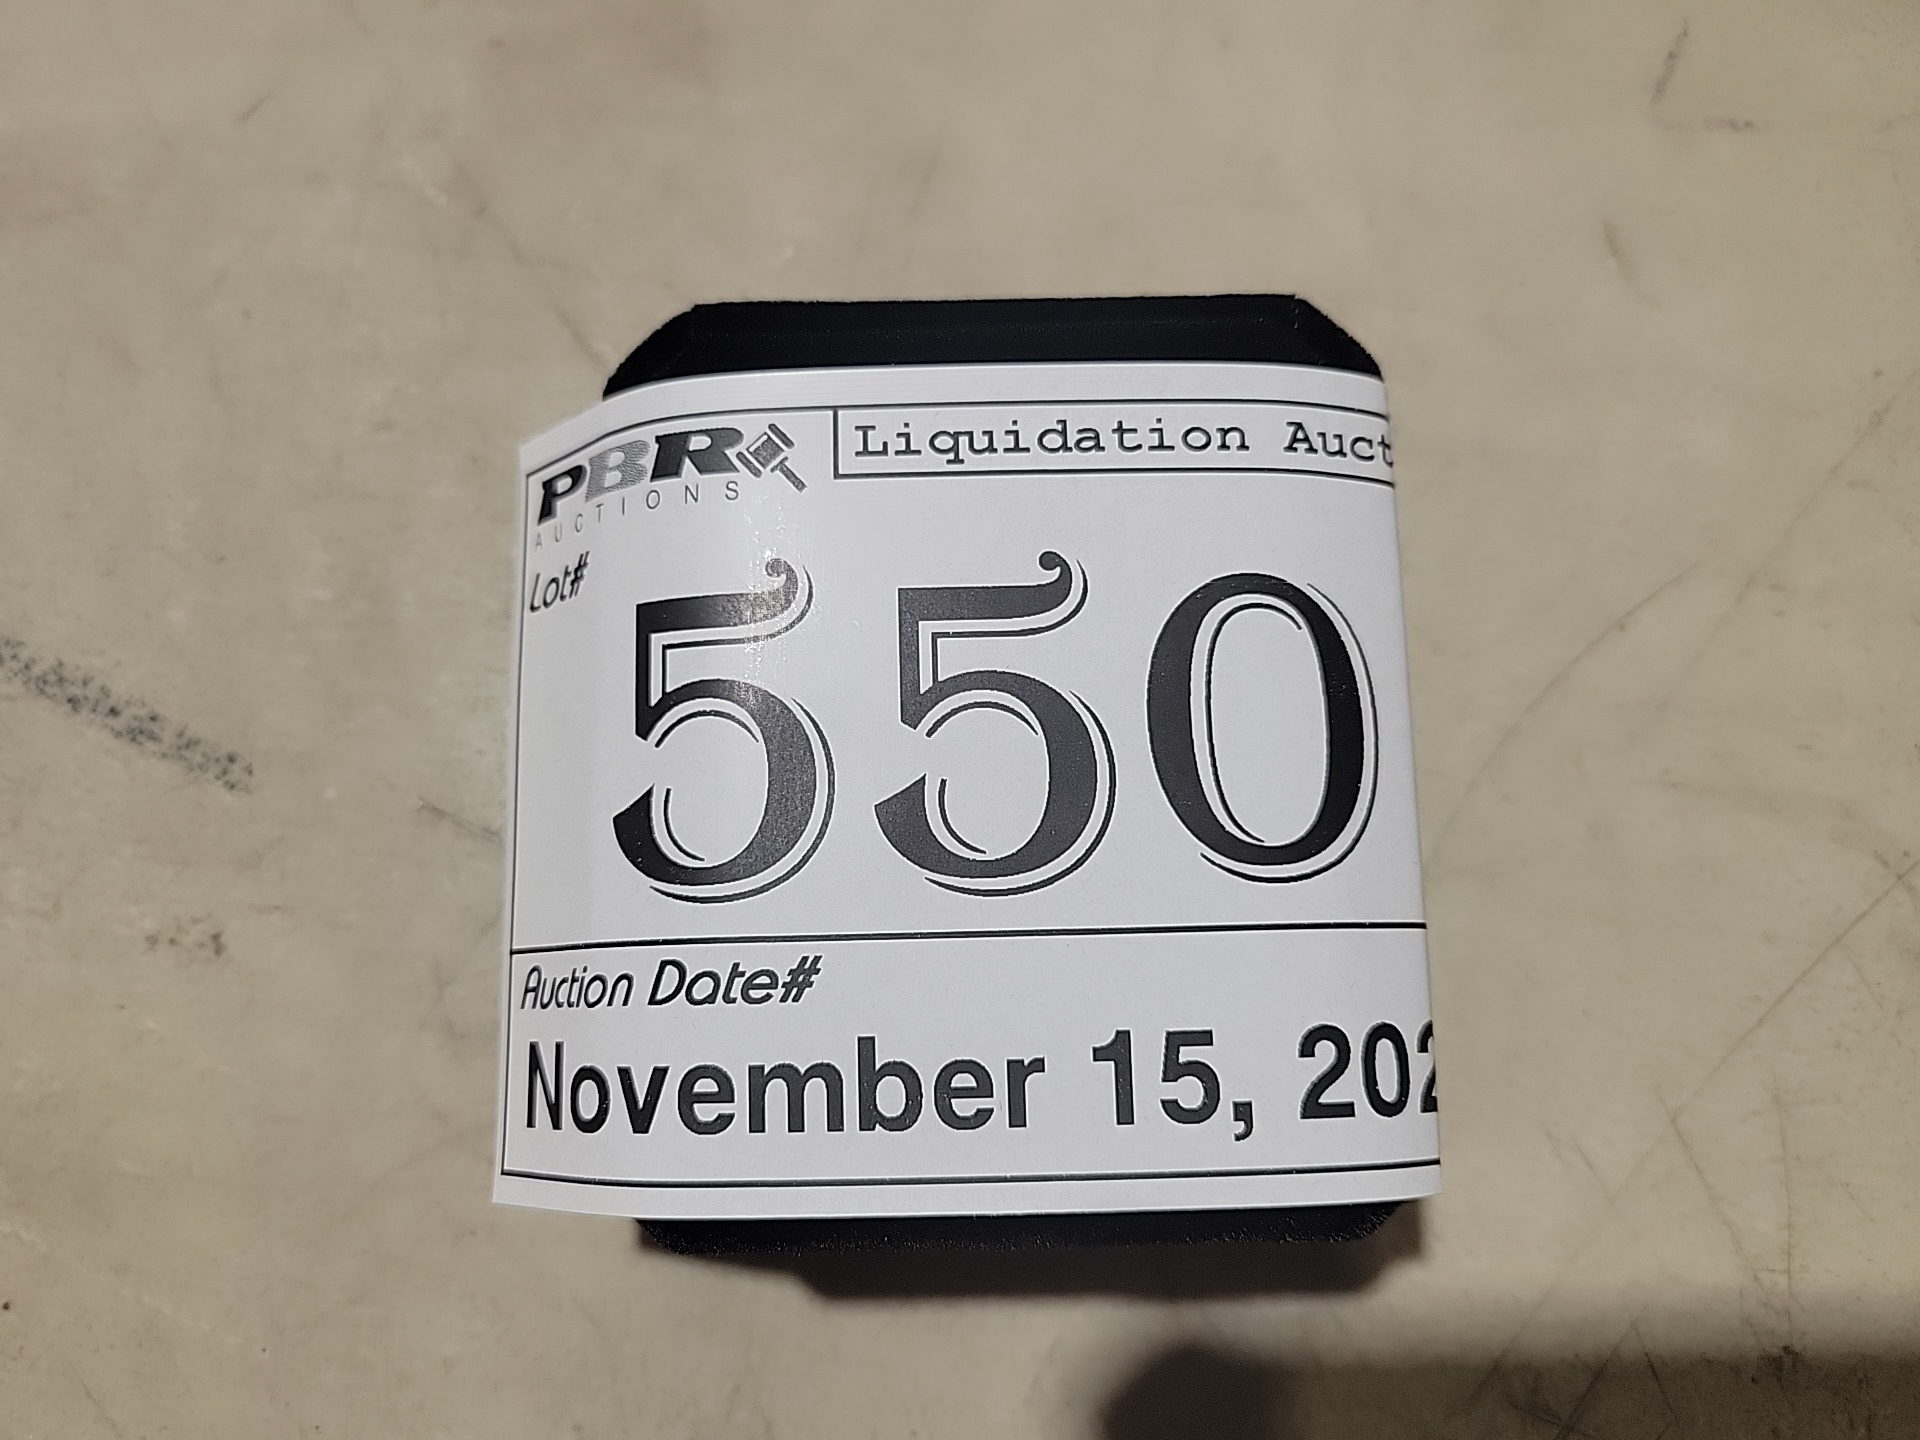 PBR
AUCTIONS
Liquidation Auct
Lot#
550
Auction Date#
November 15, 202